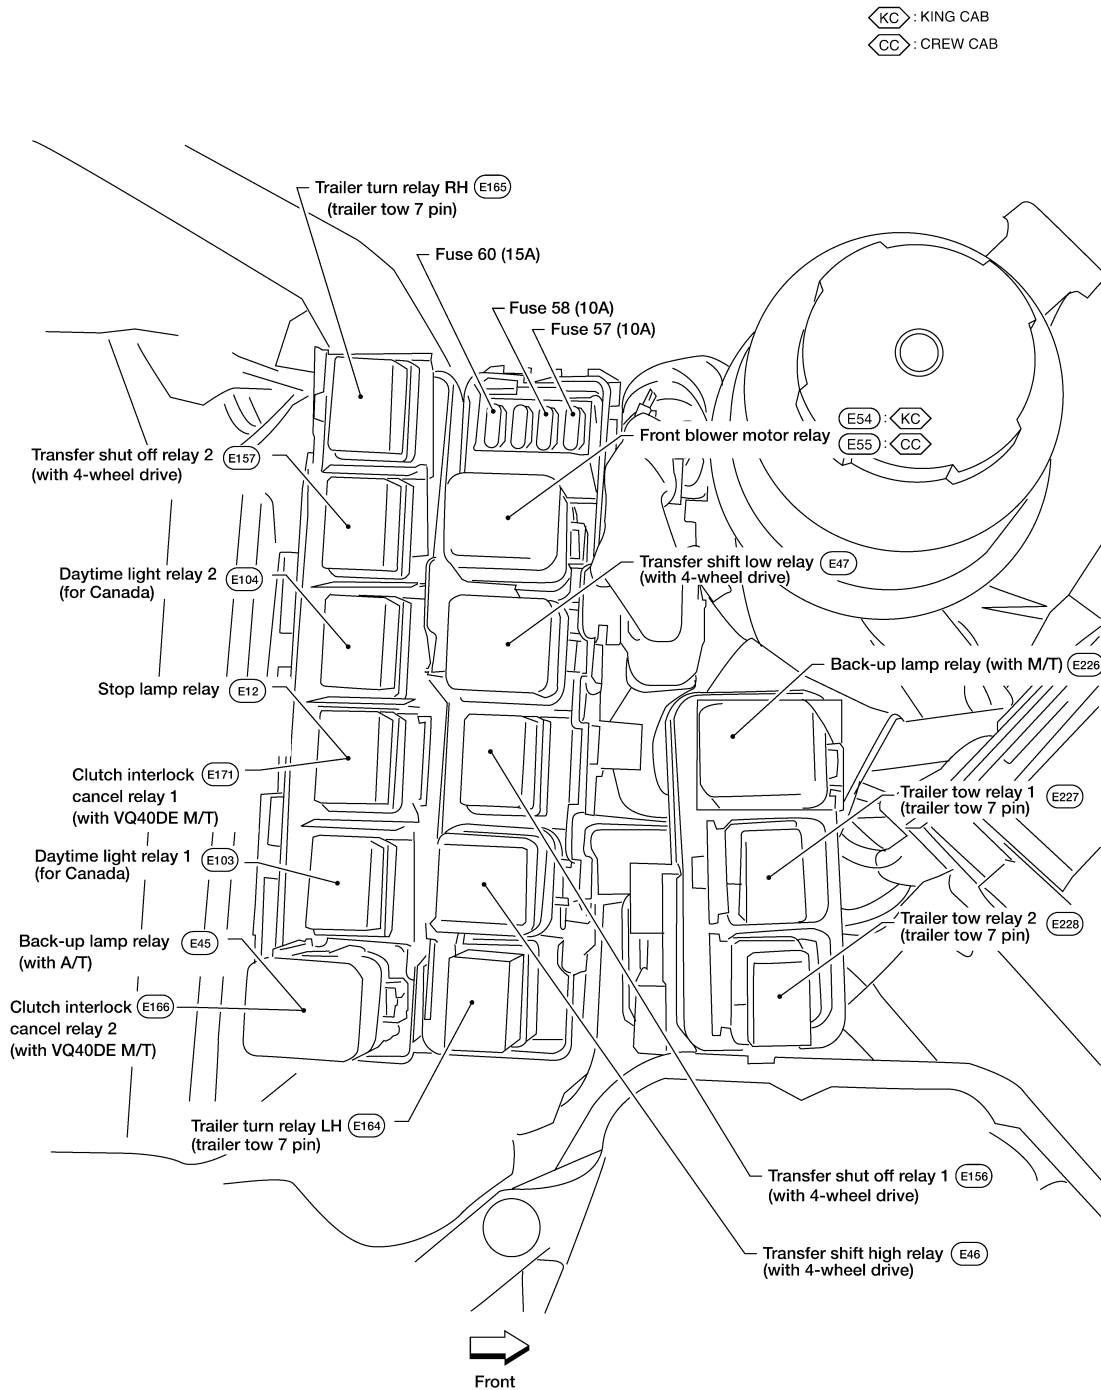 KC : KING CAB
CC : CREW CAB
Trailer turn relay RH E165
(trailer tow 7 pin)
Fuse 60 (15A)
Fuse 58 (10A)
Fuse 57 (10A)
Front blower motor relay
E54 : KC
E55 : CC
Transfer shut off relay 2 E157
(with 4-wheel drive)
Transfer shift low relay E47
(with 4-wheel drive)
Daytime light relay 2 E104
(for Canada)
Back-up lamp relay (with M/T) E226
Stop lamp relay E12
Clutch interlock E171
cancel relay 1
(with VQ40DE M/T)
Trailer tow relay 1 E227
(trailer tow 7 pin)
Daytime light relay 1 E103
(for Canada)
Trailer tow relay 2 E228
(trailer tow 7 pin)
Back-up lamp relay E45
(with A/T)
Clutch interlock E166
cancel relay 2
(with VQ40DE M/T)
Trailer turn relay LH E164
(trailer tow 7 pin)
Transfer shut off relay 1 E156
(with 4-wheel drive)
Transfer shift high relay E46
(with 4-wheel drive)
Front